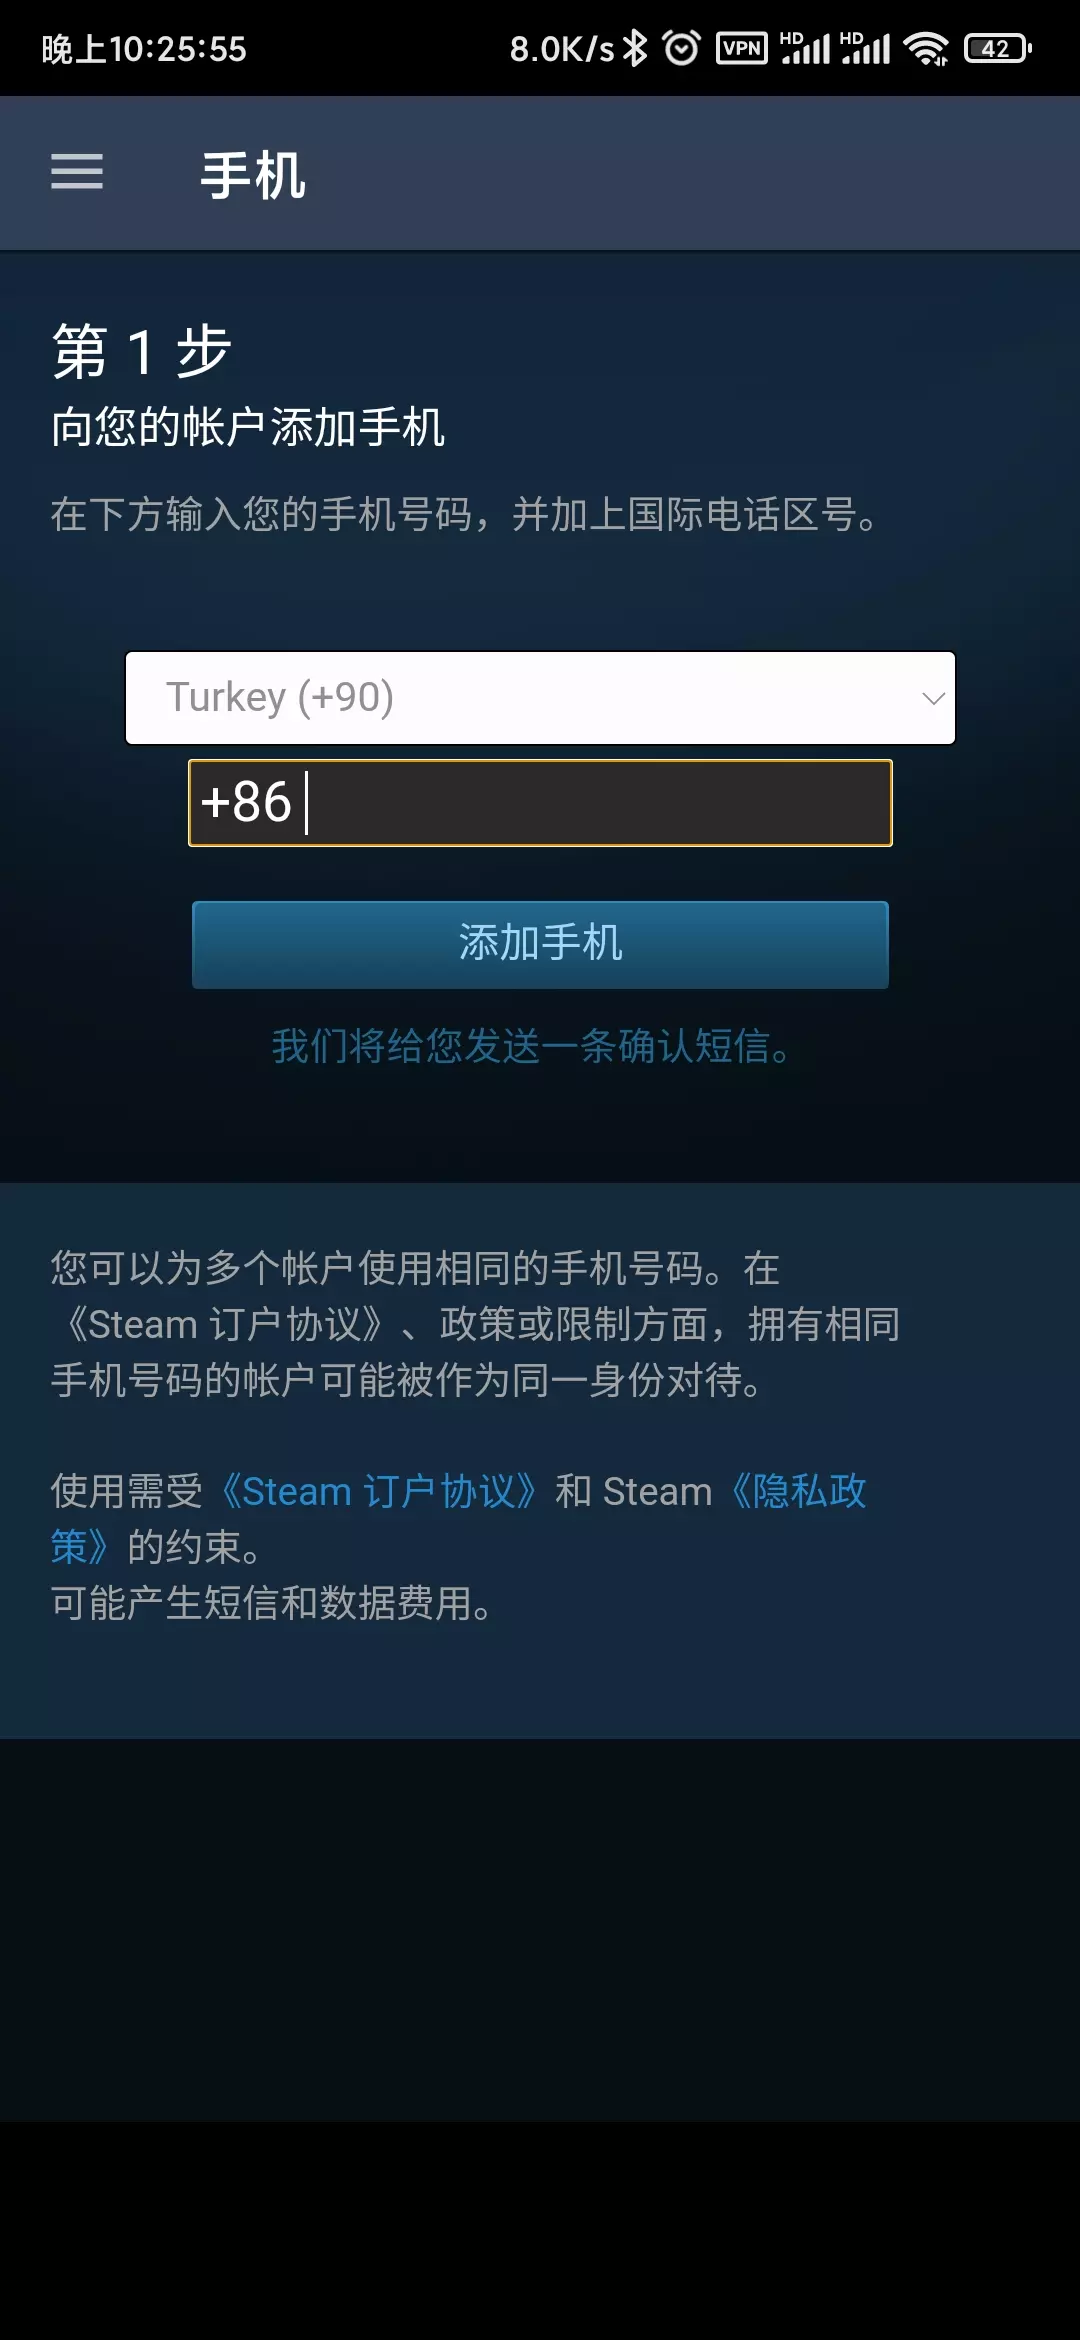 晚上10:25:55 8.0K/s VPN HD HD 42
手机
第 1 步
向您的帐户添加手机
在下方输入您的手机号码，并加上国际电话区号。
Turkey (+90)
+86
添加手机
我们将给您发送一条确认短信。
您可以为多个帐户使用相同的手机号码。在
《Steam 订户协议》、政策或限制方面，拥有相同
手机号码的帐户可能被作为同一身份对待。
使用需受《Steam 订户协议》和 Steam《隐私政
策》的约束。
可能产生短信和数据费用。